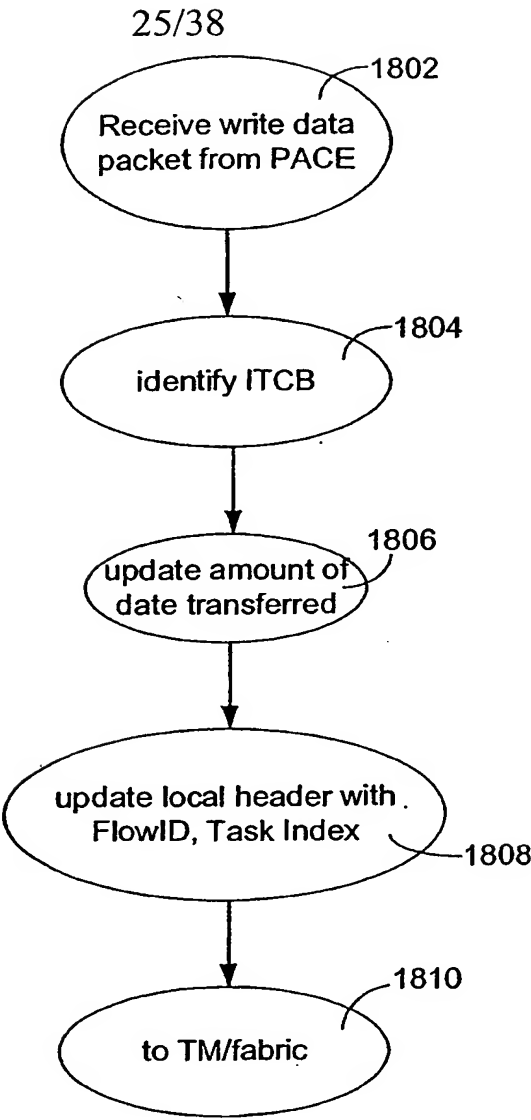 25/38
1802
Receive write data
packet from PACE
1804
identify ITCB
1806
update amount of
date transferred
update local header with
FlowID, Task Index
1808
1810
to TM/fabric